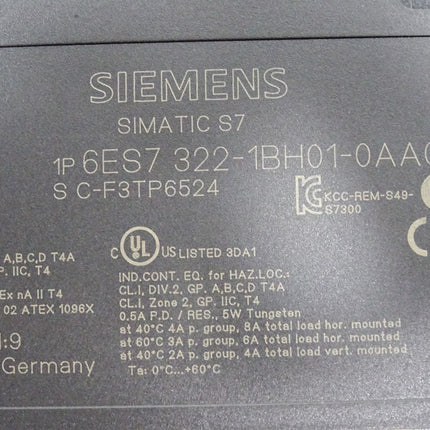 SIEMENS
SIMATIC S7
1P 6ES7 322-1BH01-0AA
S C-F3TP6524
KCC-REM-S49-
S7300
C UL US LISTED 3DA1
A,B,C,D T4A
P. IIC, T4
Ex nA II T4
02 ATEX 1096X
:9
Germany
IND.CONT. EQ. for HAZ.LOC.:
CL.I, DIV.2, GP. A,B,C,D T4A
CL.I, Zone 2, GP. IIC, T4
0.5A P.D. / RES., 5W Tungsten
at 40°C 4A p. group, 8A total load hor. mounted
at 60°C 3A p. group, 6A total load hor. mounted
at 40°C 2A p. group, 4A total load vert. mounted
Ta: 0°C...+60°C